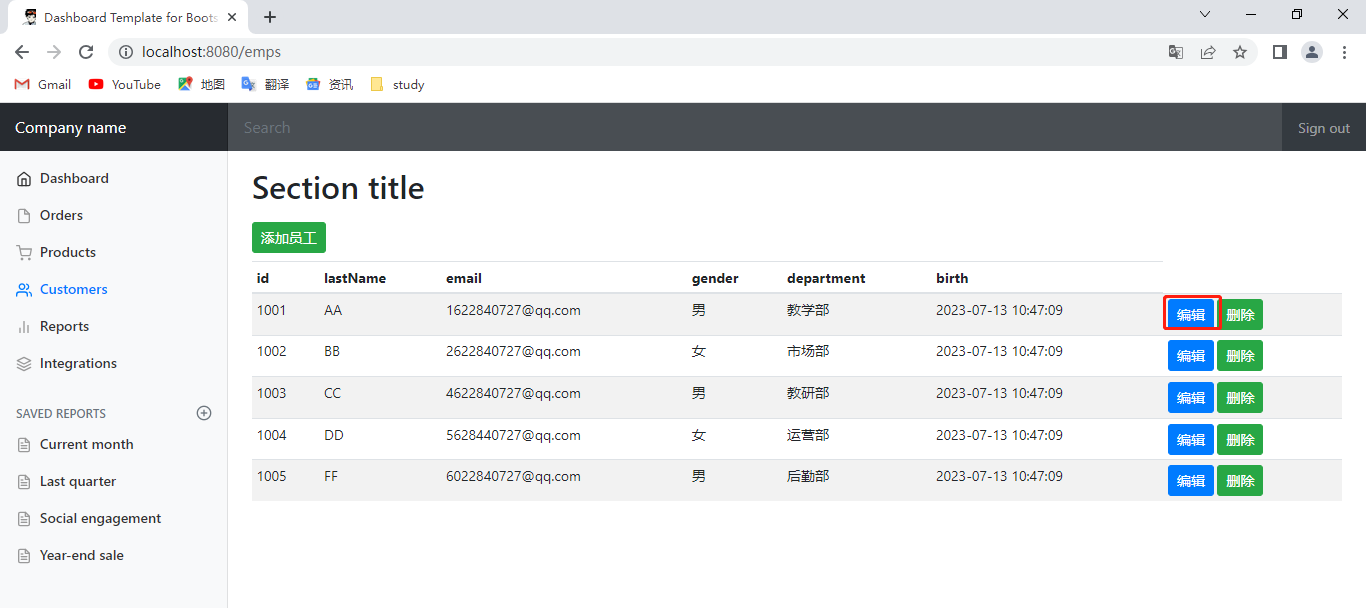 Dashboard Template for Boots
localhost:8080/emps
Gmail YouTube 地图 翻译 资讯 study
Company name Search Sign out
Dashboard
Orders
Products
Customers
Reports
Integrations
SAVED REPORTS
Current month
Last quarter
Social engagement
Year-end sale
Section title
添加员工
id lastName email gender department birth
1001 AA 1622840727@qq.com 男 教学部 2023-07-13 10:47:09 编辑 删除
1002 BB 2622840727@qq.com 女 市场部 2023-07-13 10:47:09 编辑 删除
1003 CC 4622840727@qq.com 男 教研部 2023-07-13 10:47:09 编辑 删除
1004 DD 5628440727@qq.com 女 运营部 2023-07-13 10:47:09 编辑 删除
1005 FF 6022840727@qq.com 男 后勤部 2023-07-13 10:47:09 编辑 删除